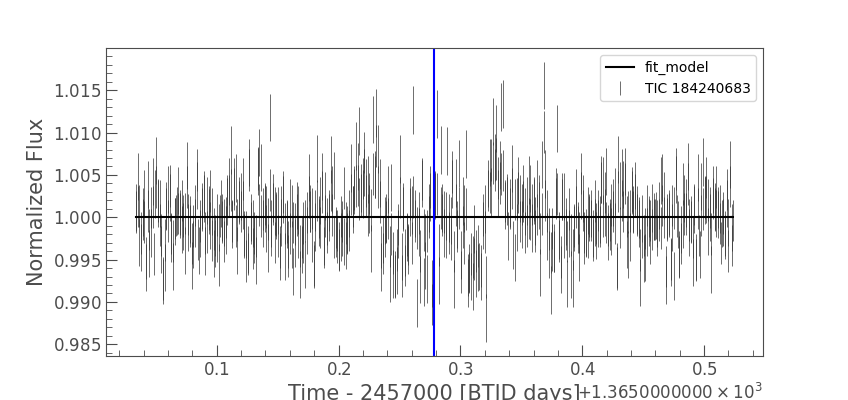 fit_model
TIC 184240683
Normalized Flux
1.015
1.010
1.005
1.000
0.995
0.990
0.985
0.1
0.2
0.3
0.4
0.5
Time - 2457000 [BTJD days]
+1.3650000000 × 10³